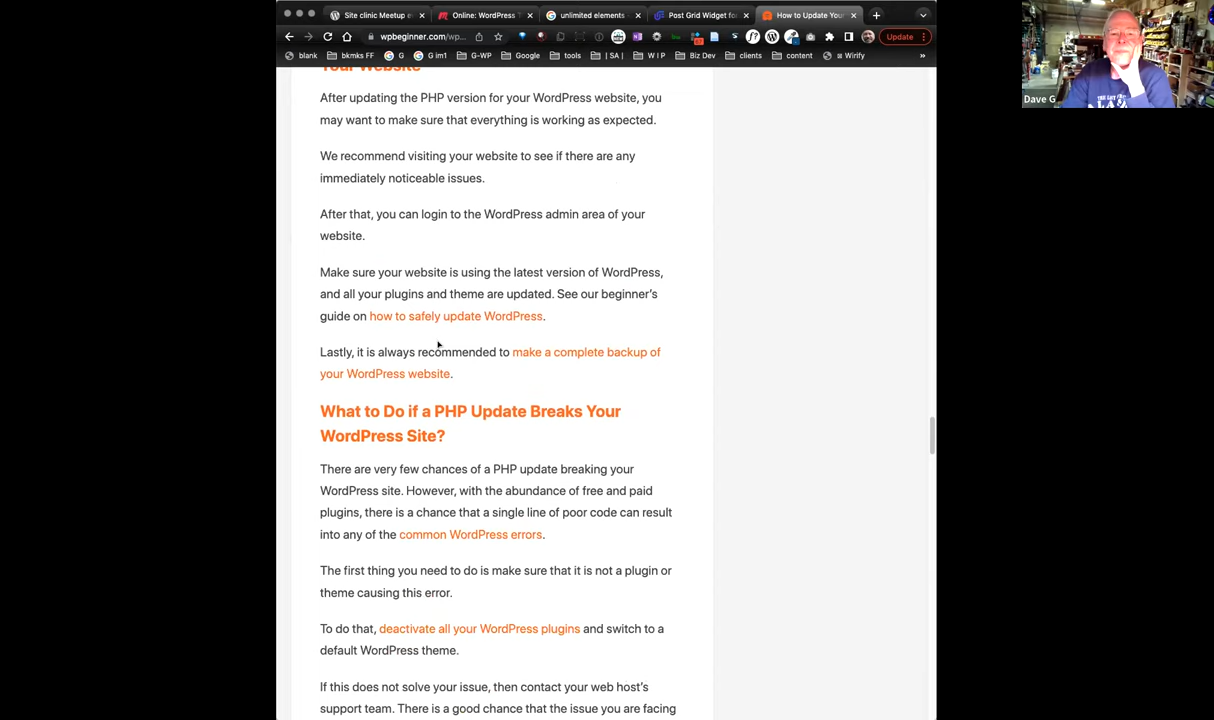 Site clinic Meetup
Online: WordPress
unlimited elements
Post Grid Widget for
How to Update Your
wpbeginner.com/wp...
Update
blank
bkmks FF
G
G im1
G-WP
Google
tools
| SA |
W I P
Biz Dev
clients
content
≡ Wirify
»
Your Website
After updating the PHP version for your WordPress website, you
may want to make sure that everything is working as expected.
We recommend visiting your website to see if there are any
immediately noticeable issues.
After that, you can login to the WordPress admin area of your
website.
Make sure your website is using the latest version of WordPress,
and all your plugins and theme are updated. See our beginner's
guide on how to safely update WordPress.
Lastly, it is always recommended to make a complete backup of
your WordPress website.
What to Do if a PHP Update Breaks Your
WordPress Site?
There are very few chances of a PHP update breaking your
WordPress site. However, with the abundance of free and paid
plugins, there is a chance that a single line of poor code can result
into any of the common WordPress errors.
The first thing you need to do is make sure that it is not a plugin or
theme causing this error.
To do that, deactivate all your WordPress plugins and switch to a
default WordPress theme.
If this does not solve your issue, then contact your web host's
support team. There is a good chance that the issue you are facing
Dave G